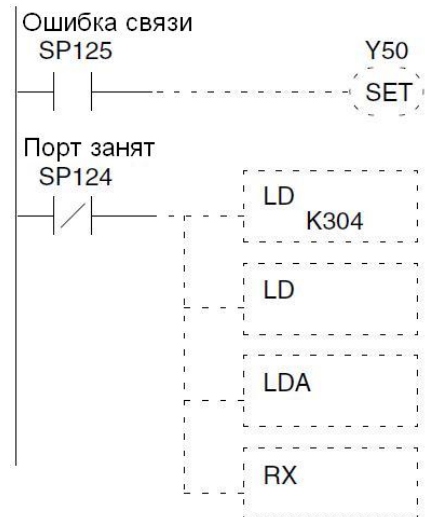 Ошибка связи
SP125
Y50
SET
Порт занят
SP124
LD
K304
LD
LDA
RX